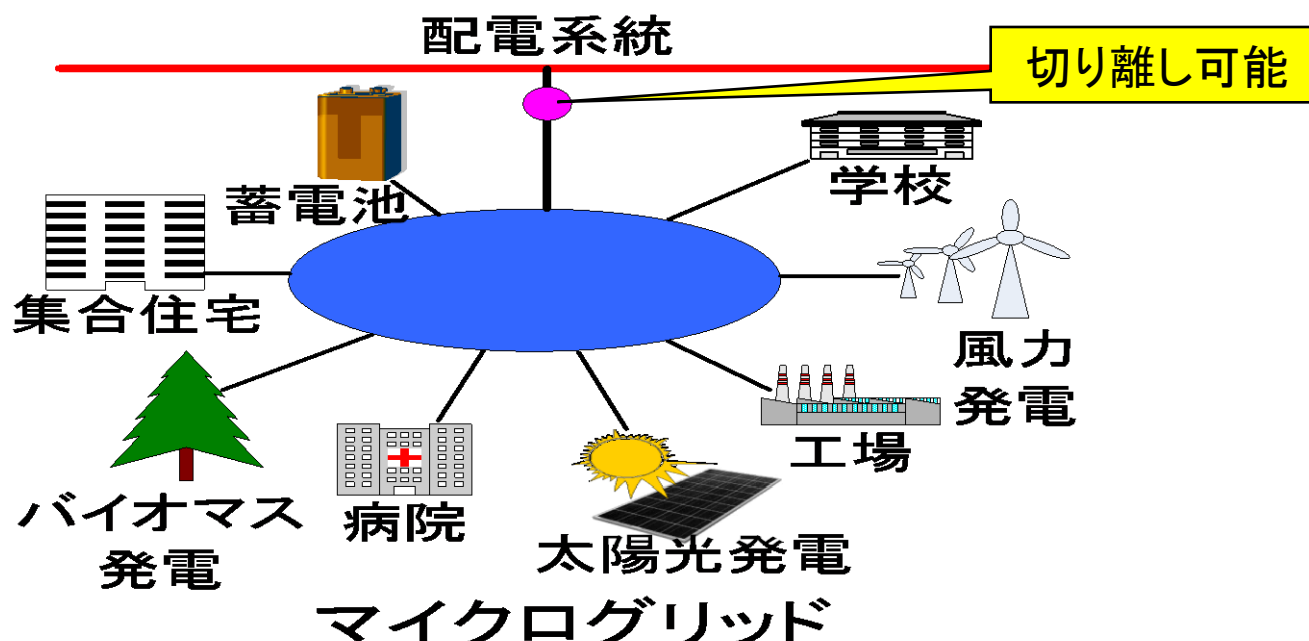 配電系統
切り離し可能
蓄電池
学校
集合住宅
風力
発電
工場
バイオマス
発電
病院
太陽光発電
マイクログリッド